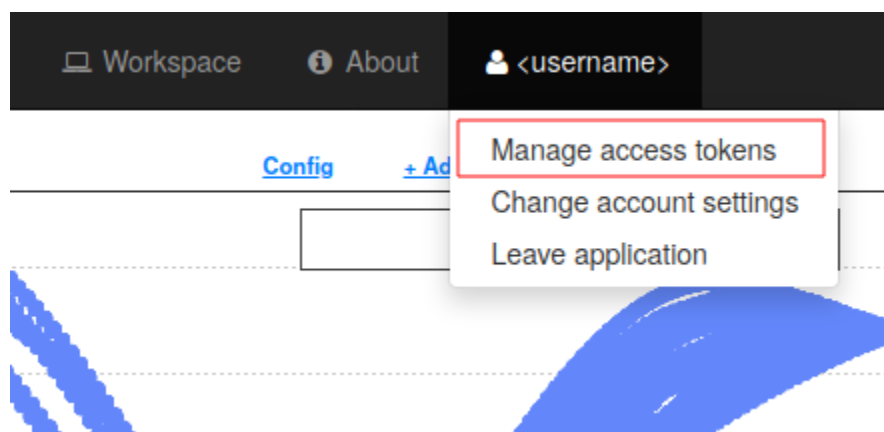 Workspace About <username>
Config + Ad
Manage access tokens
Change account settings
Leave application